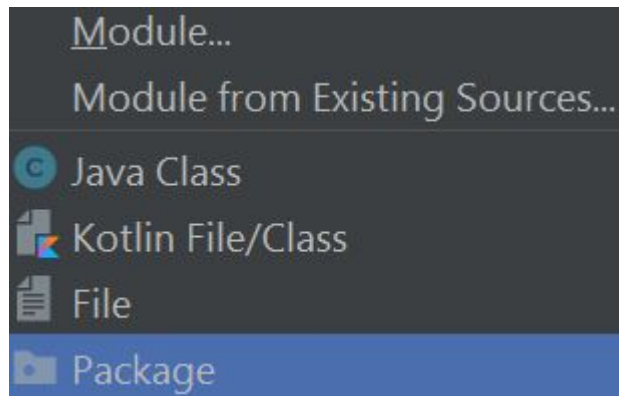 Module...
Module from Existing Sources...
Java Class
Kotlin File/Class
File
Package